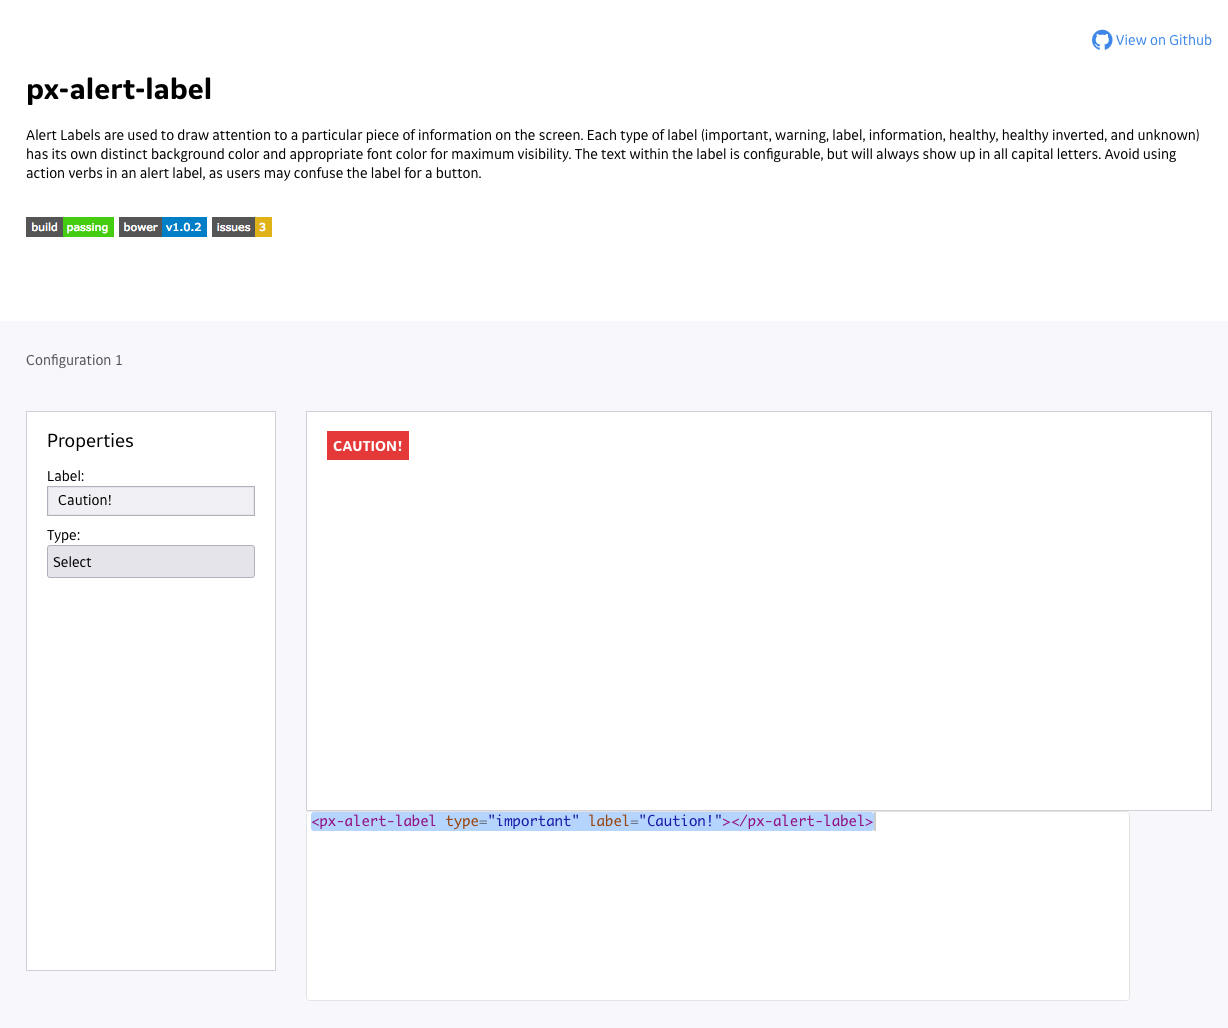 View on Github
px-alert-label
Alert Labels are used to draw attention to a particular piece of information on the screen. Each type of label (important, warning, label, information, healthy, healthy inverted, and unknown)
has its own distinct background color and appropriate font color for maximum visibility. The text within the label is configurable, but will always show up in all capital letters. Avoid using
action verbs in an alert label, as users may confuse the label for a button.
build passing bower v1.0.2 issues 3
Configuration 1
Properties
Label:
Caution!
Type:
Select
CAUTION!
<px-alert-label type="important" label="Caution!"></px-alert-label>